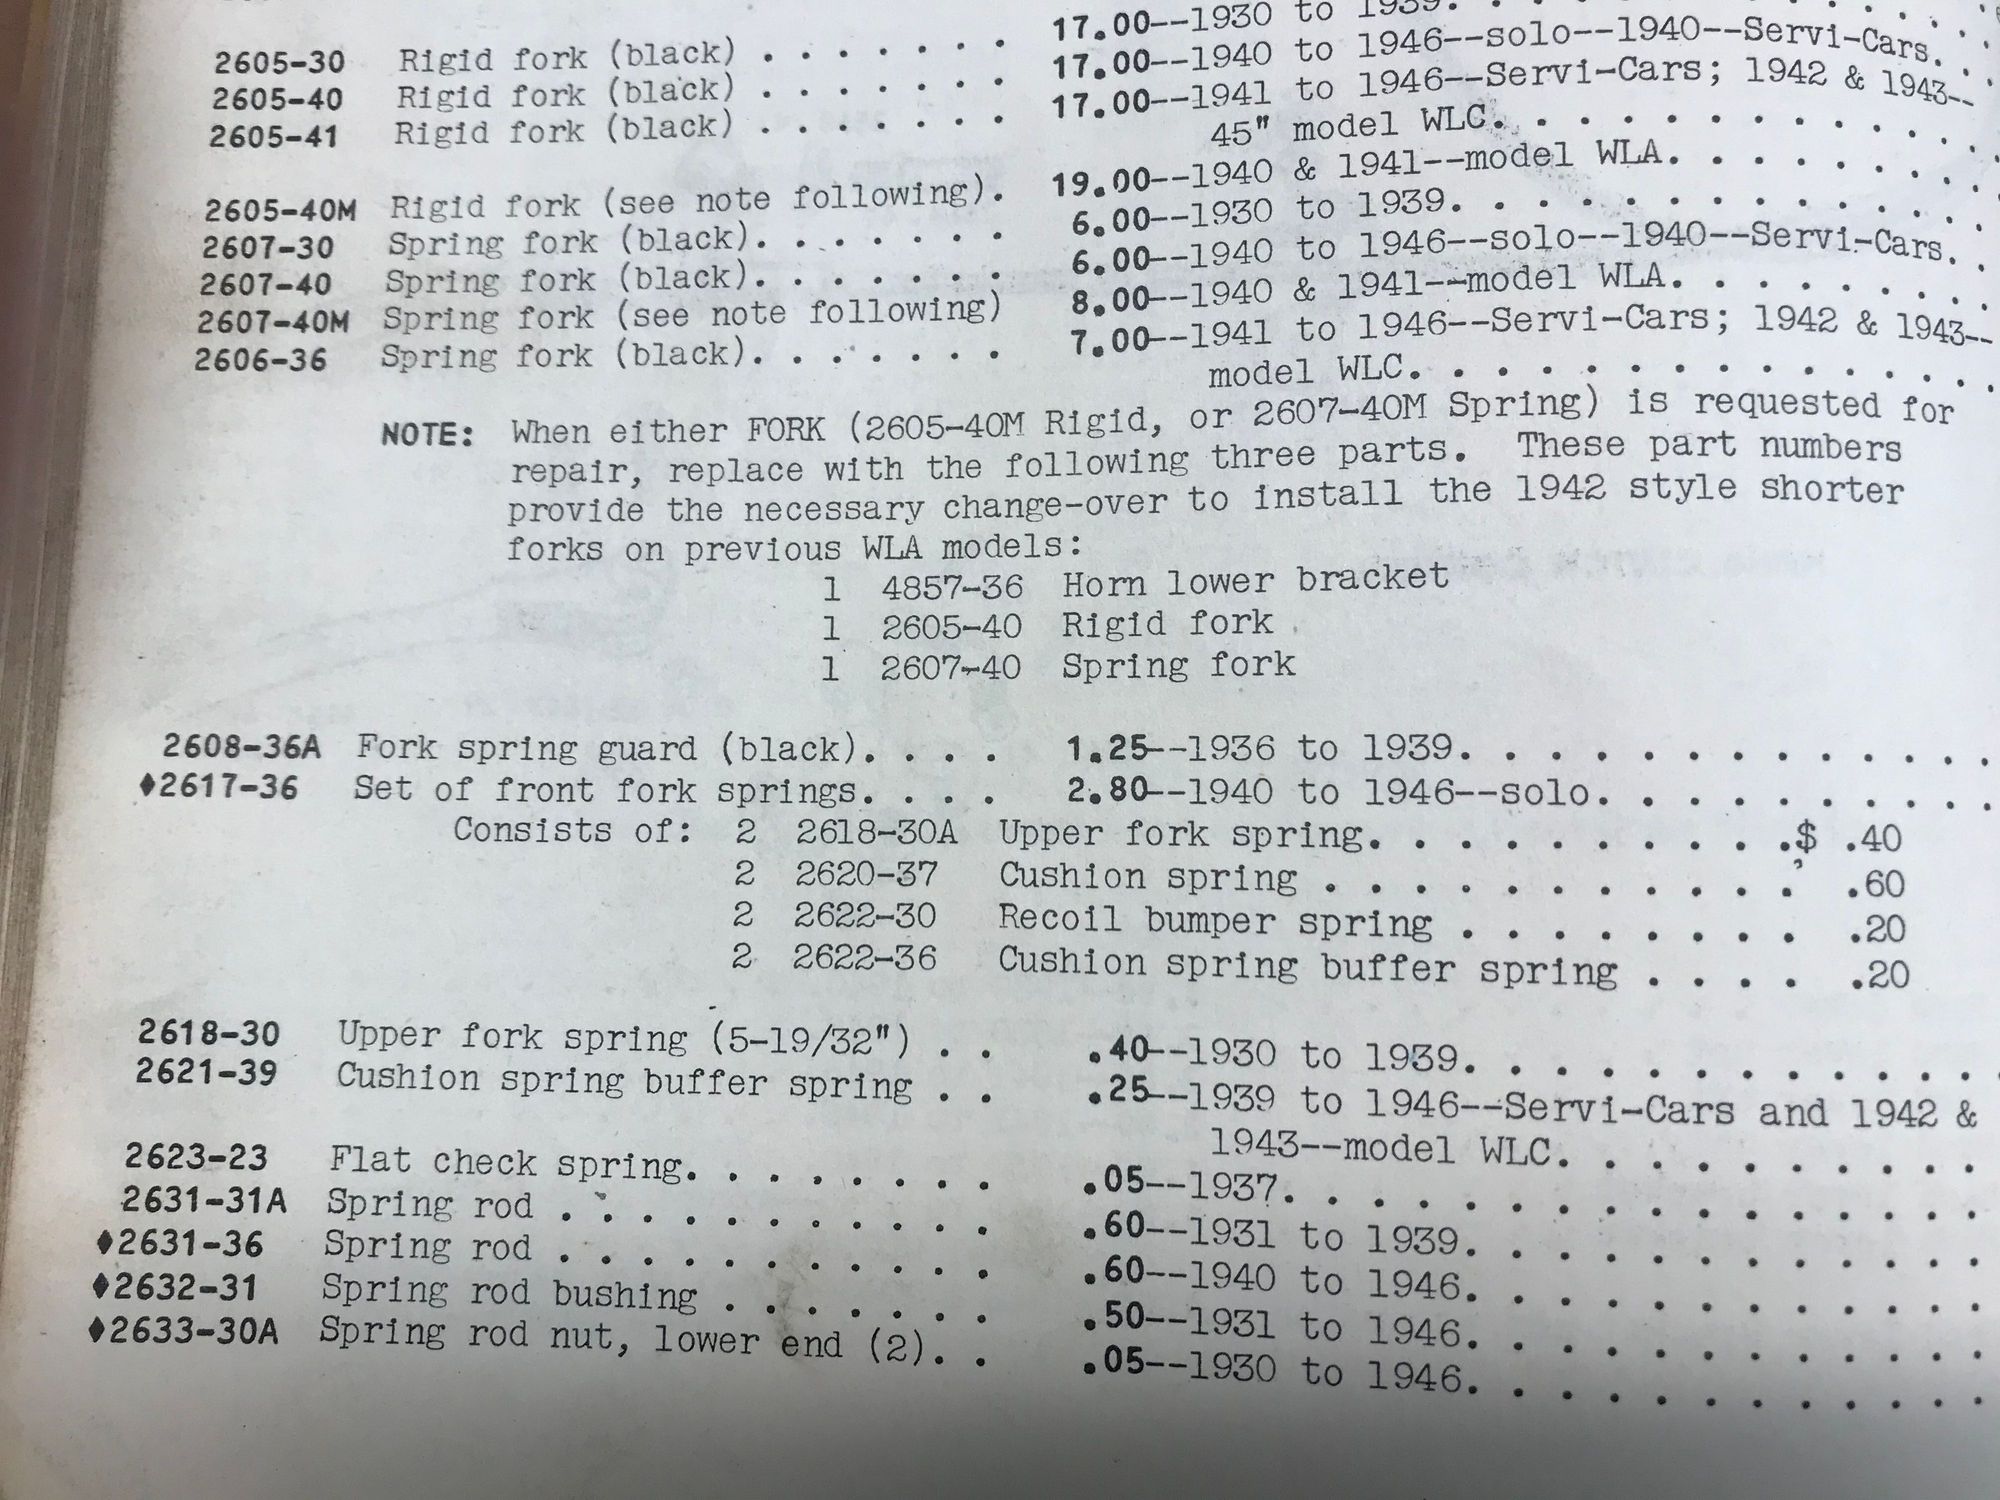 2605-30 Rigid fork (black) . . . . . . . 17.00--1930 to 1939. . . . . . .
2605-40 Rigid fork (black) . . . . . . . 17.00--1940 to 1946--solo--1940--Servi-Cars. . .
2605-41 Rigid fork (black) . . . . . . . 17.00--1941 to 1946--Servi-Cars; 1942 & 1943--
45" model WLC. . . . . . . . . . .
2605-40M Rigid fork (see note following). 19.00--1940 & 1941--model WLA. . . . . . . .
2607-30 Spring fork (black). . . . . . . 6.00--1930 to 1939. . . . . . . . . . . .
2607-40 Spring fork (black). . . . . . . 6.00--1940 to 1946--solo--1940--Servi-Cars. .
2607-40M Spring fork (see note following) 8.00--1940 & 1941--model WLA. . . . . . . .
2606-36 Spring fork (black). . . . . . . 7.00--1941 to 1946--Servi-Cars; 1942 & 1943--
model WLC. . . . . . . . . . . . .
NOTE: When either FORK (2605-40M Rigid, or 2607-40M Spring) is requested for
repair, replace with the following three parts. These part numbers
provide the necessary change-over to install the 1942 style shorter
forks on previous WLA models:
1 4857-36 Horn lower bracket
1 2605-40 Rigid fork
1 2607-40 Spring fork
2608-36A Fork spring guard (black). . . . 1.25--1936 to 1939. . . . . . . . . . . .
♦2617-36 Set of front fork springs. . . . 2.80--1940 to 1946--solo. . . . . . . . .
Consists of: 2 2618-30A Upper fork spring. . . . . . . . . .$ .40
2 2620-37 Cushion spring . . . . . . . . . . . .60
2 2622-30 Recoil bumper spring . . . . . . . . .20
2 2622-36 Cushion spring buffer spring . . . . .20
2618-30 Upper fork spring (5-19/32") . . .40--1930 to 1939. . . . . . . . . . . .
2621-39 Cushion spring buffer spring . . .25--1939 to 1946--Servi-Cars and 1942 &
1943--model WLC. . . . . . . . . .
2623-23 Flat check spring. . . . . . . .05--1937. . . . . . . . . . . . . . . .
2631-31A Spring rod . . . . . . . . . . .60--1931 to 1939. . . . . . . . . . . .
♦2631-36 Spring rod . . . . . . . . . . .60--1940 to 1946. . . . . . . . . . . .
♦2632-31 Spring rod bushing . . . . . . . .50--1931 to 1946. . . . . . . . . . . .
♦2633-30A Spring rod nut, lower end (2). . .05--1930 to 1946. . . . . . . . . . . .